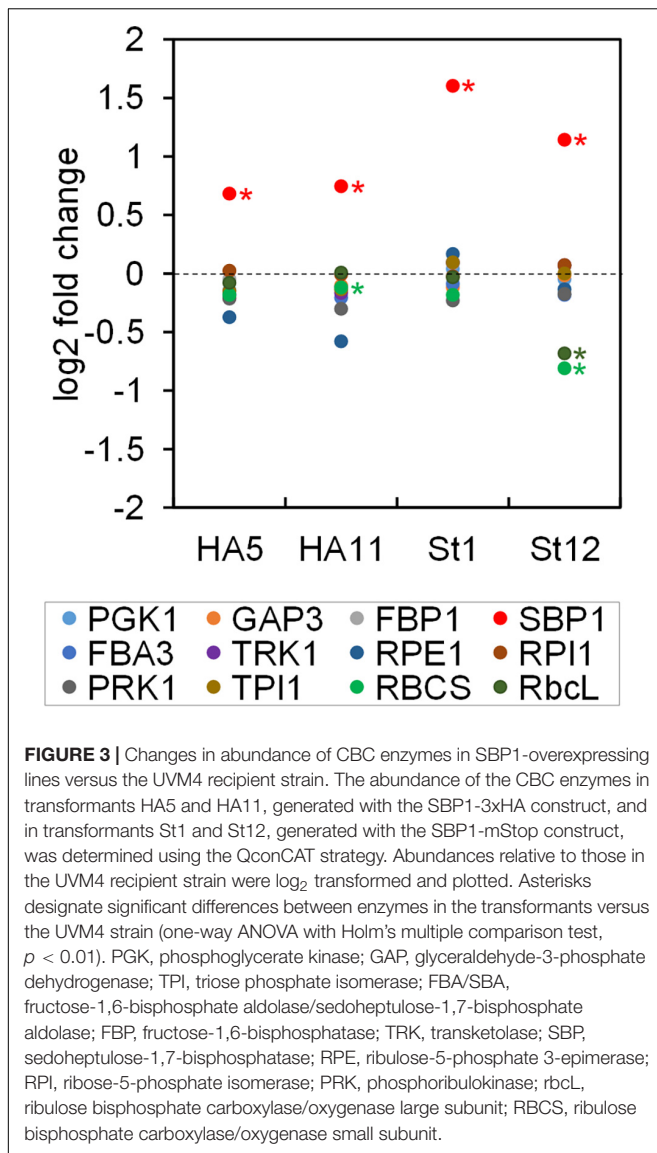 2
1.5
*
1
*
*
*
0.5
log2 fold change
0
*
-0.5
*
*
-1
-1.5
-2
HA5 HA11 St1 St12
PGK1 GAP3 FBP1 SBP1
FBA3 TRK1 RPE1 RPI1
PRK1 TPI1 RBCS RbcL
FIGURE 3 | Changes in abundance of CBC enzymes in SBP1-overexpressing
lines versus the UVM4 recipient strain. The abundance of the CBC enzymes in
transformants HA5 and HA11, generated with the SBP1-3xHA construct, and
in transformants St1 and St12, generated with the SBP1-mStop construct,
was determined using the QconCAT strategy. Abundances relative to those in
the UVM4 recipient strain were log2 transformed and plotted. Asterisks
designate significant differences between enzymes in the transformants versus
the UVM4 strain (one-way ANOVA with Holm's multiple comparison test,
p < 0.01). PGK, phosphoglycerate kinase; GAP, glyceraldehyde-3-phosphate
dehydrogenase; TPI, triose phosphate isomerase; FBA/SBA,
fructose-1,6-bisphosphate aldolase/sedoheptulose-1,7-bisphosphate
aldolase; FBP, fructose-1,6-bisphosphatase; TRK, transketolase; SBP,
sedoheptulose-1,7-bisphosphatase; RPE, ribulose-5-phosphate 3-epimerase;
RPI, ribose-5-phosphate isomerase; PRK, phosphoribulokinase; rbcL,
ribulose bisphosphate carboxylase/oxygenase large subunit; RBCS, ribulose
bisphosphate carboxylase/oxygenase small subunit.